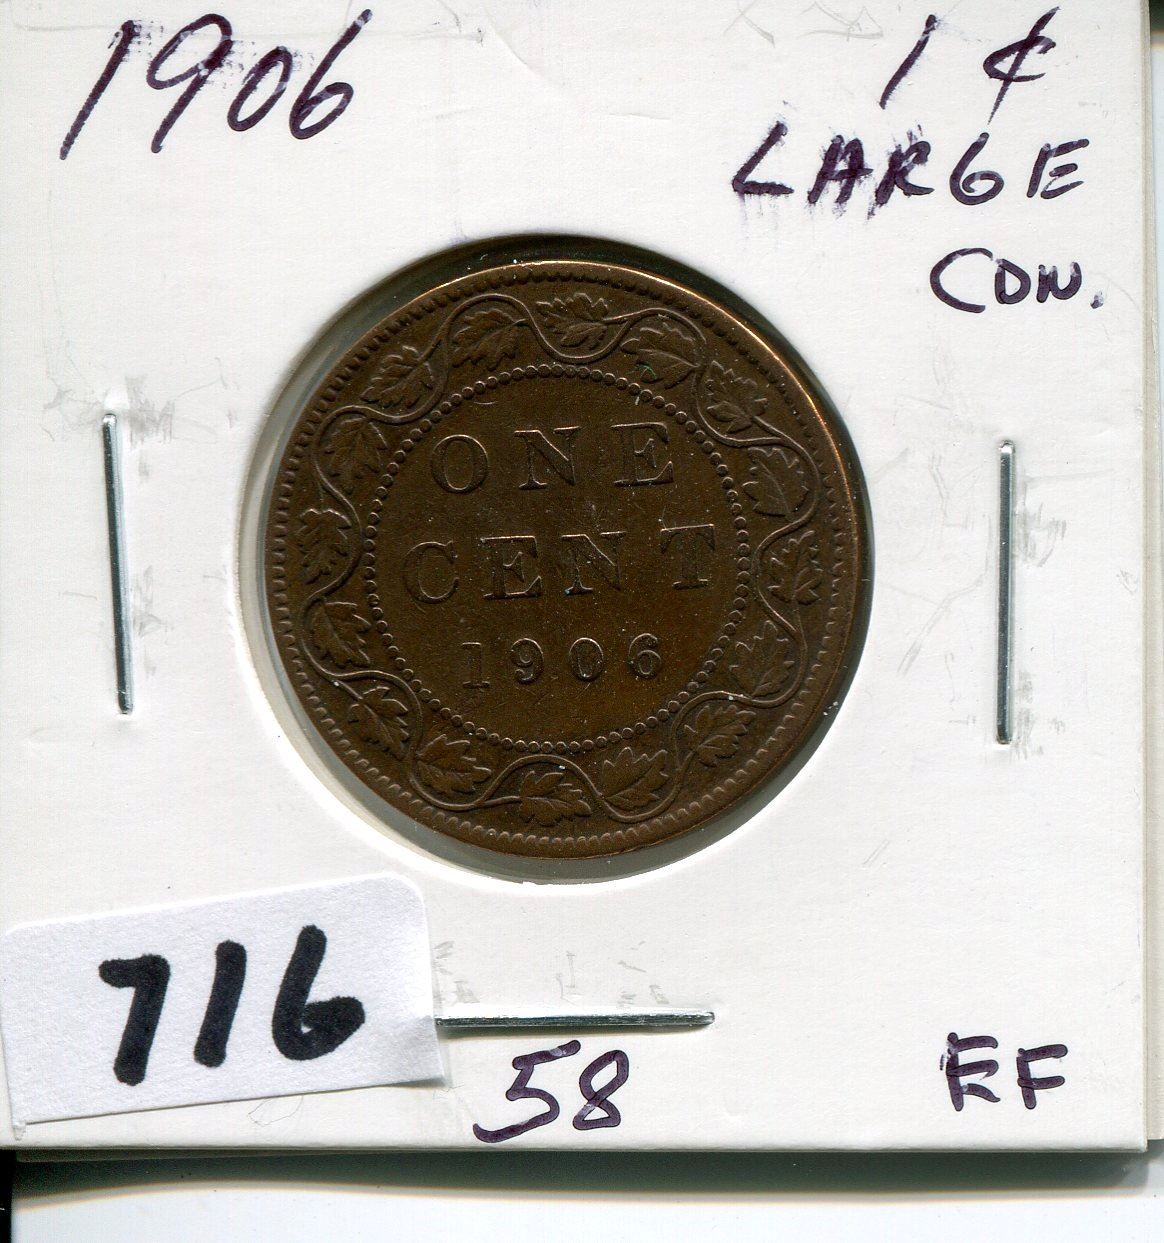 1906
1 ¢
LARGE
CDN.
ONE
CENT
1906
716
58
EF